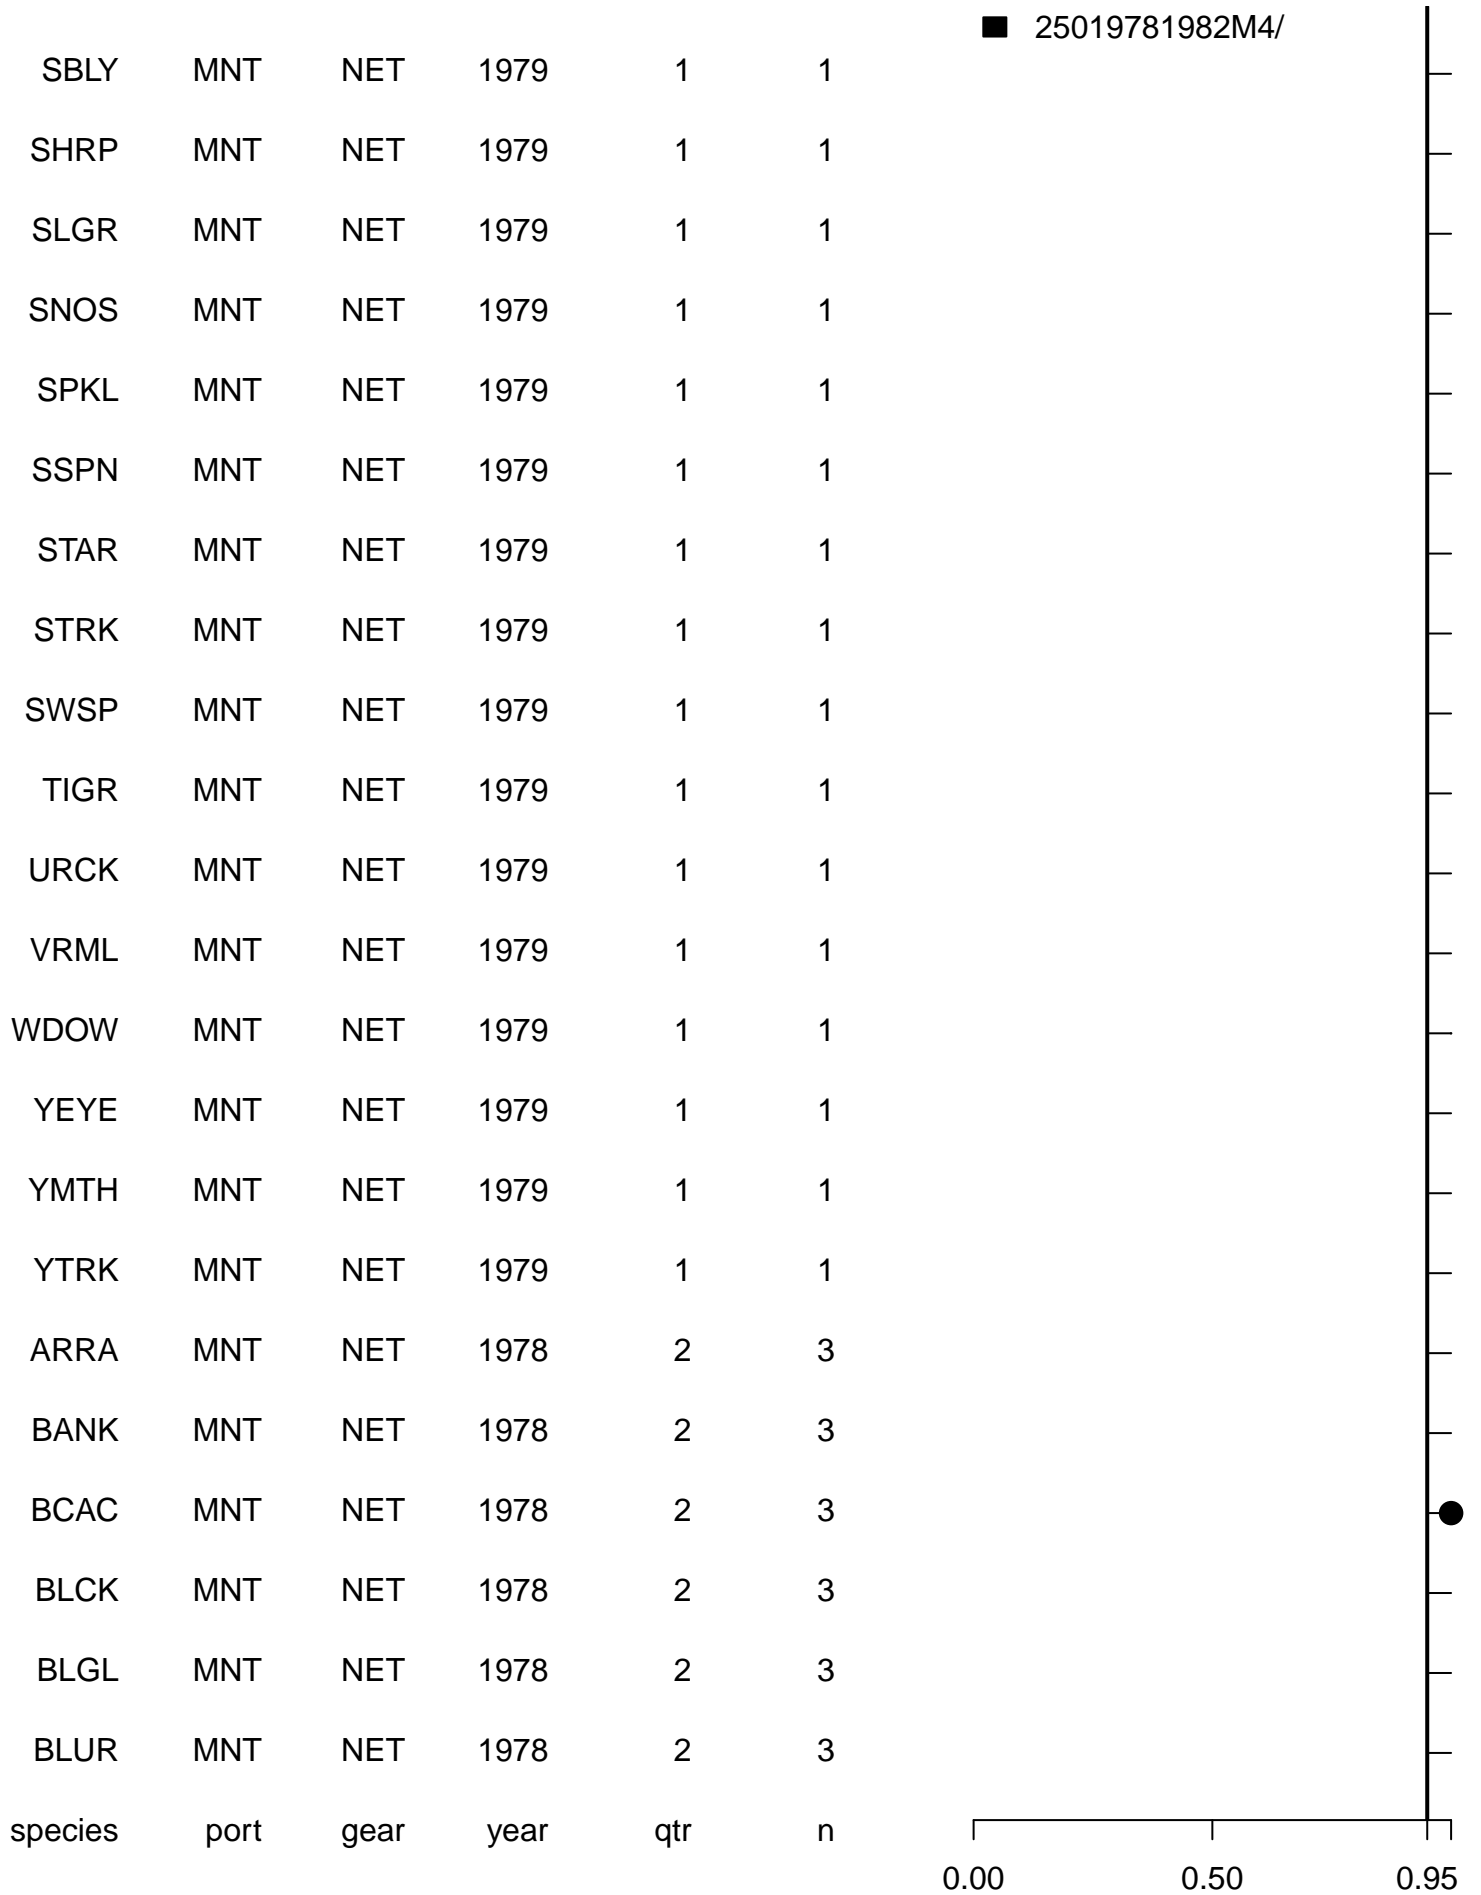 25019781982M4/
SBLY MNT NET 1979 1 1
SHRP MNT NET 1979 1 1
SLGR MNT NET 1979 1 1
SNOS MNT NET 1979 1 1
SPKL MNT NET 1979 1 1
SSPN MNT NET 1979 1 1
STAR MNT NET 1979 1 1
STRK MNT NET 1979 1 1
SWSP MNT NET 1979 1 1
TIGR MNT NET 1979 1 1
URCK MNT NET 1979 1 1
VRML MNT NET 1979 1 1
WDOW MNT NET 1979 1 1
YEYE MNT NET 1979 1 1
YMTH MNT NET 1979 1 1
YTRK MNT NET 1979 1 1
ARRA MNT NET 1978 2 3
BANK MNT NET 1978 2 3
BCAC MNT NET 1978 2 3
BLCK MNT NET 1978 2 3
BLGL MNT NET 1978 2 3
BLUR MNT NET 1978 2 3
species port gear year qtr n
0.00 0.50 0.95